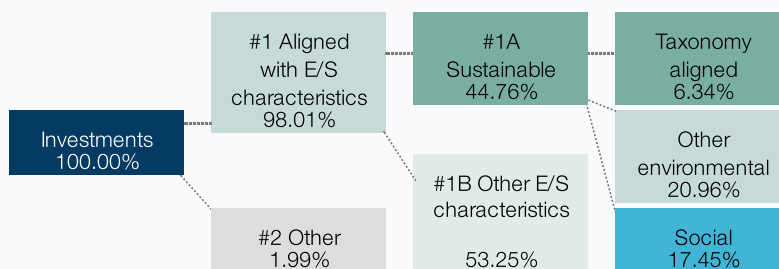 Investments
100.00%
#1 Aligned
with E/S
characteristics
98.01%
#2 Other
1.99%
#1A
Sustainable
44.76%
#1B Other E/S
characteristics
53.25%
Taxonomy
aligned
6.34%
Other
environmental
20.96%
Social
17.45%